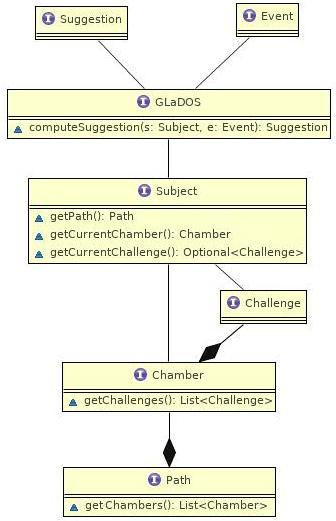 Suggestion
Event
GLaDOS
computeSuggestion(s: Subject, e: Event): Suggestion
Subject
getPath(): Path
getCurrentChamber(): Chamber
getCurrentChallenge(): Optional<Challenge>
Challenge
Chamber
getChallenges(): List<Challenge>
Path
getChambers(): List<Chamber>